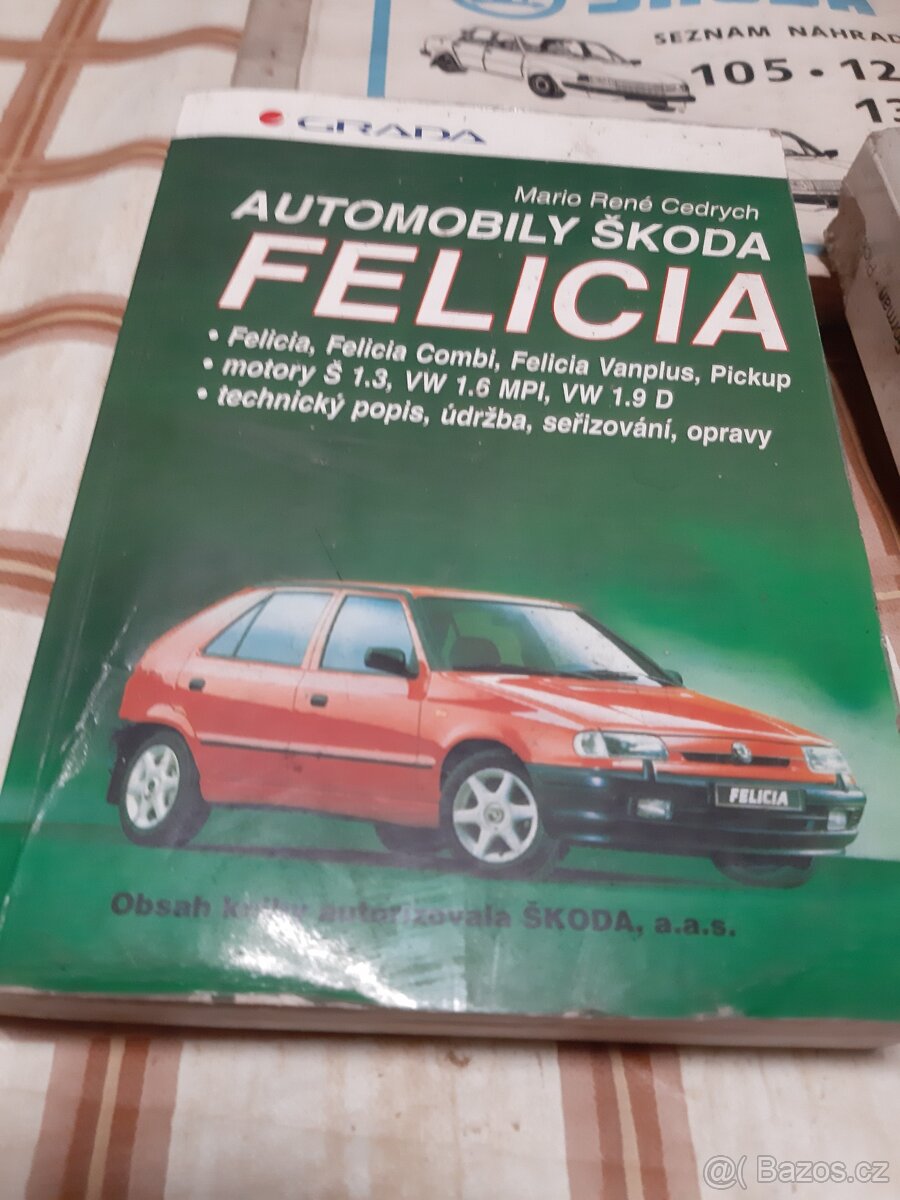 ŠKODA
SEZNAM NÁHRAD
105 • 12
13
GRADA
Mario René Cedrych
AUTOMOBILY ŠKODA
FELICIA
• Felicia, Felicia Combi, Felicia Vanplus, Pickup
• motory Š 1.3, VW 1.6 MPI, VW 1.9 D
• technický popis, údržba, seřizování, opravy
FELICIA
Obsah knihy autorizovala ŠKODA, a.a.s.
@( Bazos.cz